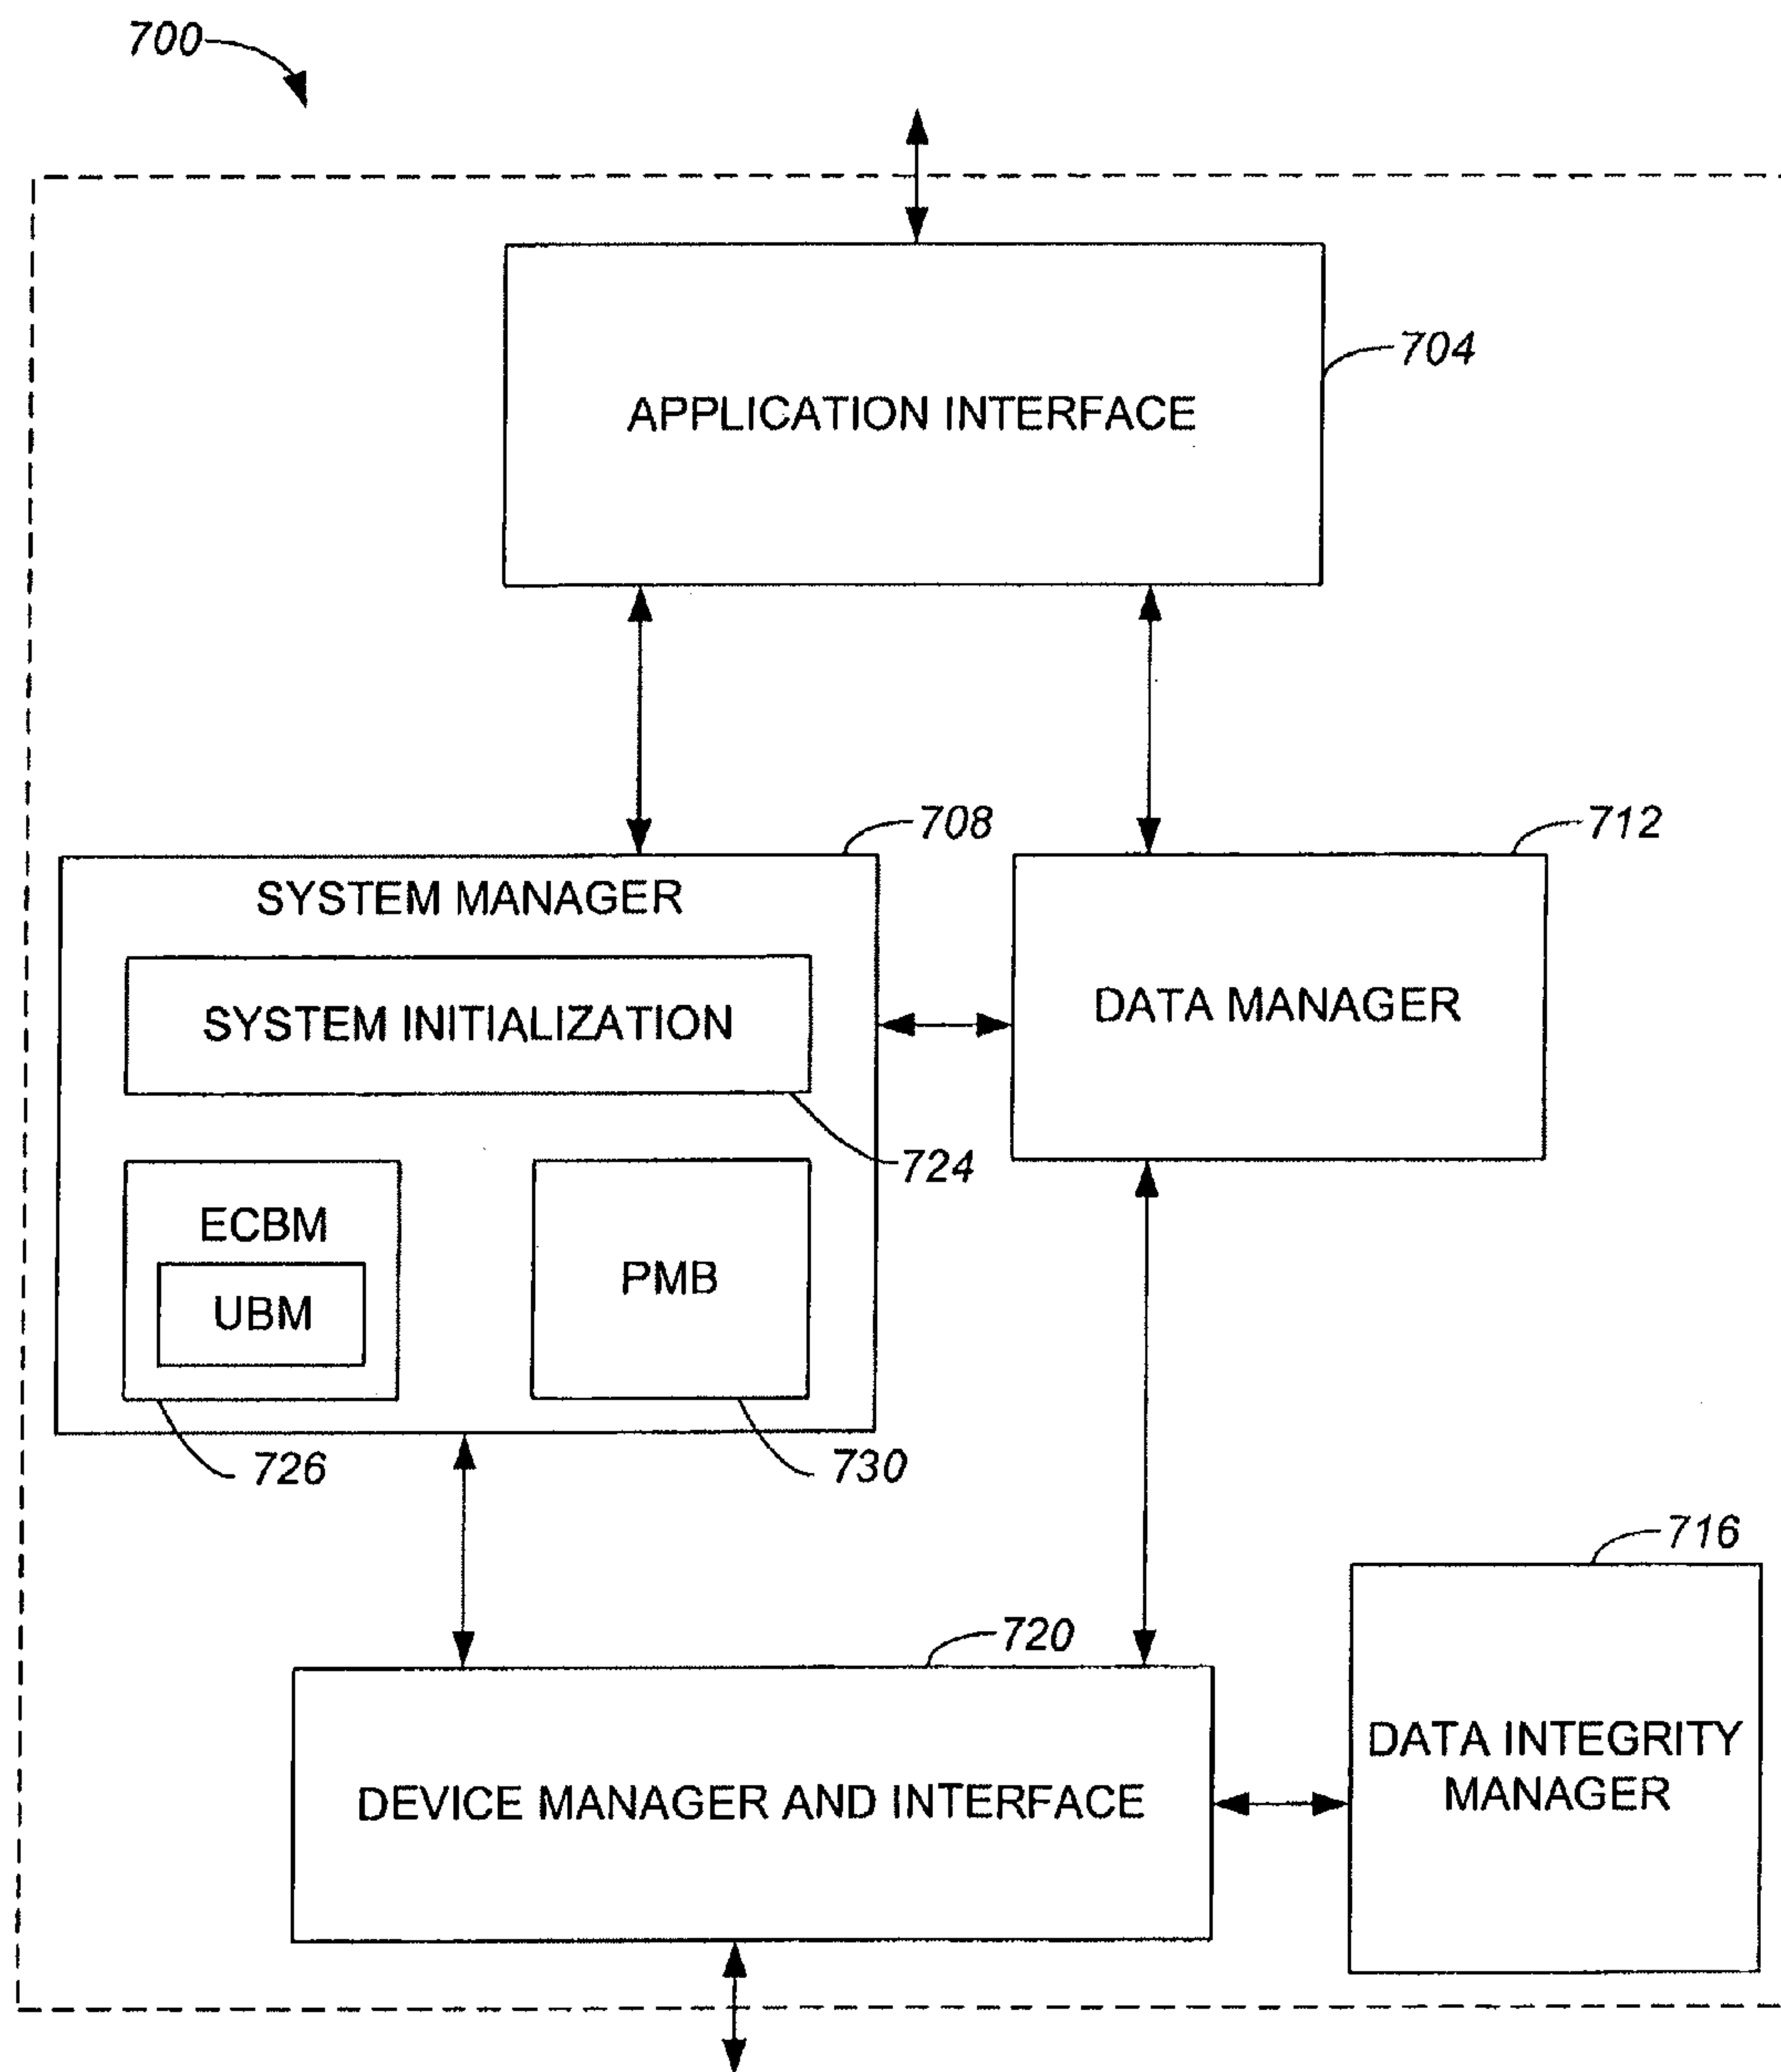 700
704
APPLICATION INTERFACE
708
712
SYSTEM MANAGER
SYSTEM INITIALIZATION
DATA MANAGER
724
ECBM
UBM
PMB
726
730
716
720
DATA INTEGRITY
MANAGER
DEVICE MANAGER AND INTERFACE